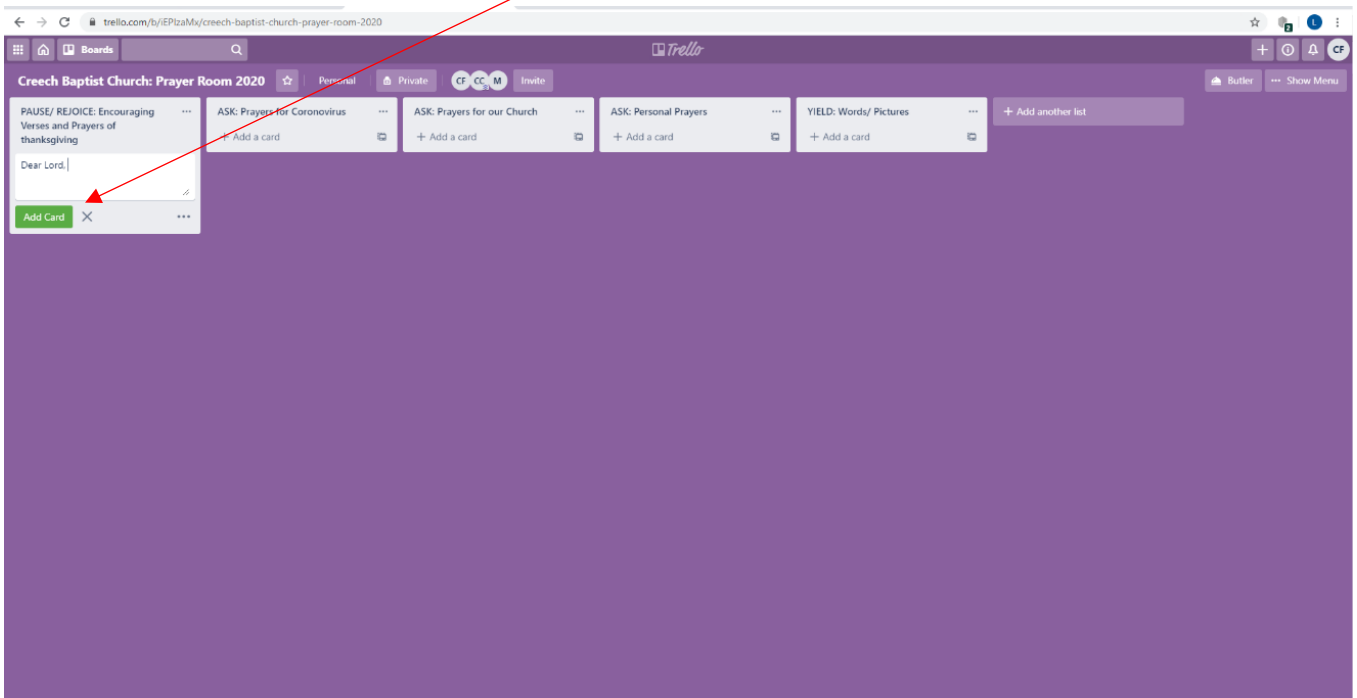 trello.com/b/iEPIzaMx/creech-baptist-church-prayer-room-2020
L
Boards
Trello
CF
Creech Baptist Church: Prayer Room 2020
Personal
Private
CF CC M
Invite
Butler
... Show Menu
PAUSE/ REJOICE: Encouraging
Verses and Prayers of
thanksgiving
Dear Lord.
Add Card
ASK: Prayers for Coronovirus
+ Add a card
ASK: Prayers for our Church
+ Add a card
ASK: Personal Prayers
+ Add a card
YIELD: Words/ Pictures
+ Add a card
+ Add another list